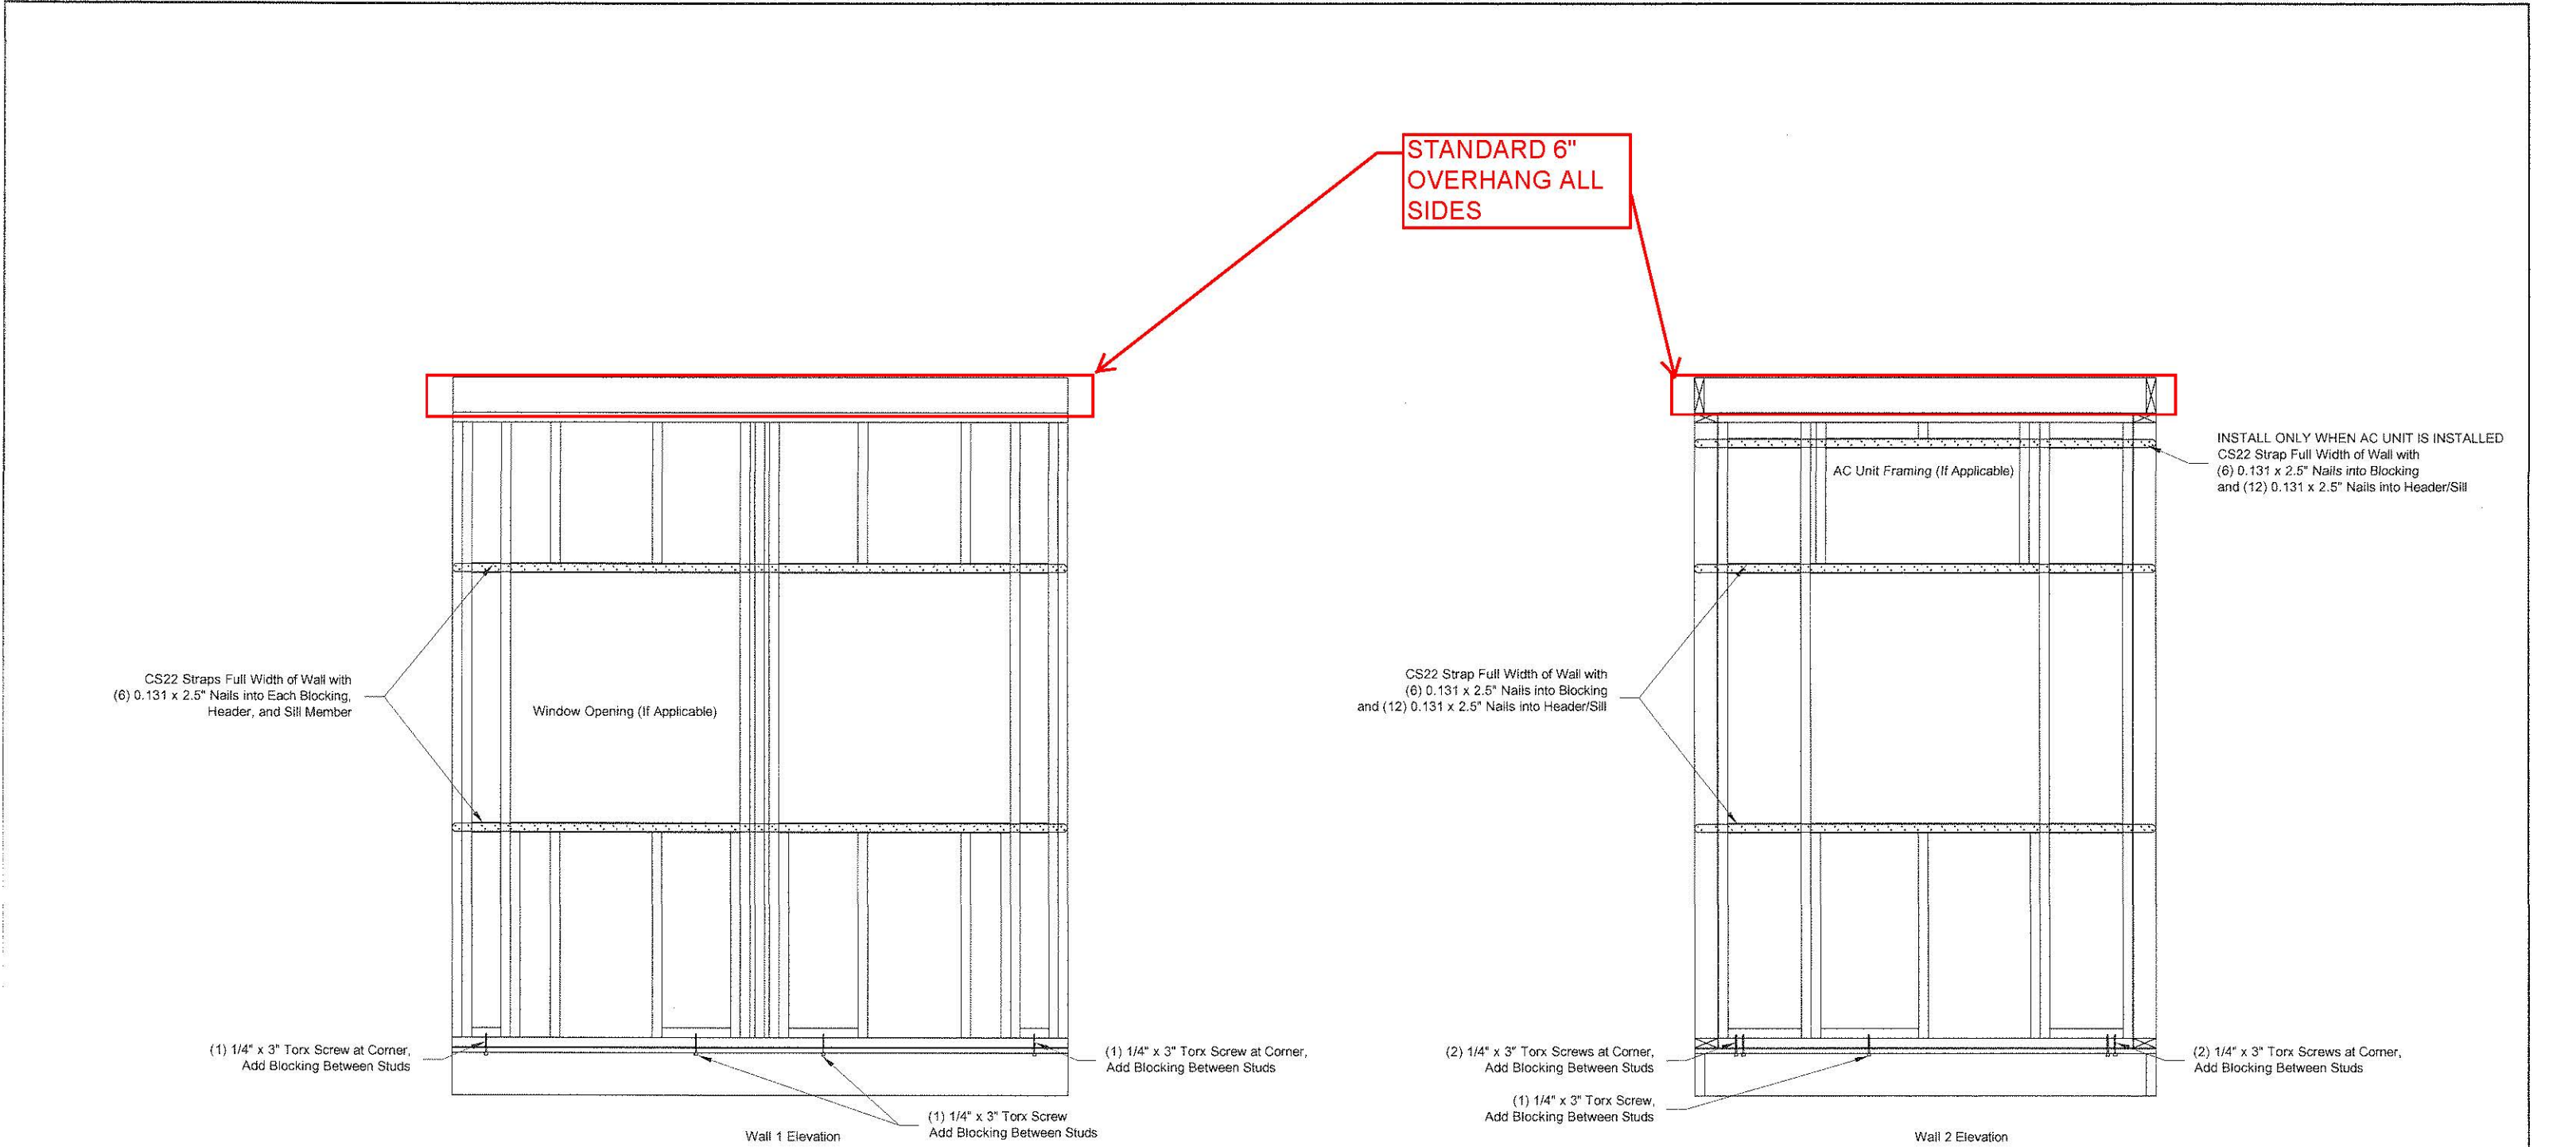 STANDARD 6"
OVERHANG ALL
SIDES
INSTALL ONLY WHEN AC UNIT IS INSTALLED
CS22 Strap Full Width of Wall with
(6) 0.131 x 2.5" Nails into Blocking
and (12) 0.131 x 2.5" Nails into Header/Sill
AC Unit Framing (If Applicable)
CS22 Straps Full Width of Wall with
(6) 0.131 x 2.5" Nails into Each Blocking,
Header, and Sill Member
Window Opening (If Applicable)
CS22 Strap Full Width of Wall with
(6) 0.131 x 2.5" Nails into Blocking
and (12) 0.131 x 2.5" Nails into Header/Sill
(1) 1/4" x 3" Torx Screw at Corner,
Add Blocking Between Studs
(1) 1/4" x 3" Torx Screw at Corner,
Add Blocking Between Studs
(1) 1/4" x 3" Torx Screw
Add Blocking Between Studs
Wall 1 Elevation
(2) 1/4" x 3" Torx Screws at Corner,
Add Blocking Between Studs
(1) 1/4" x 3" Torx Screw,
Add Blocking Between Studs
(2) 1/4" x 3" Torx Screws at Corner,
Add Blocking Between Studs
Wall 2 Elevation